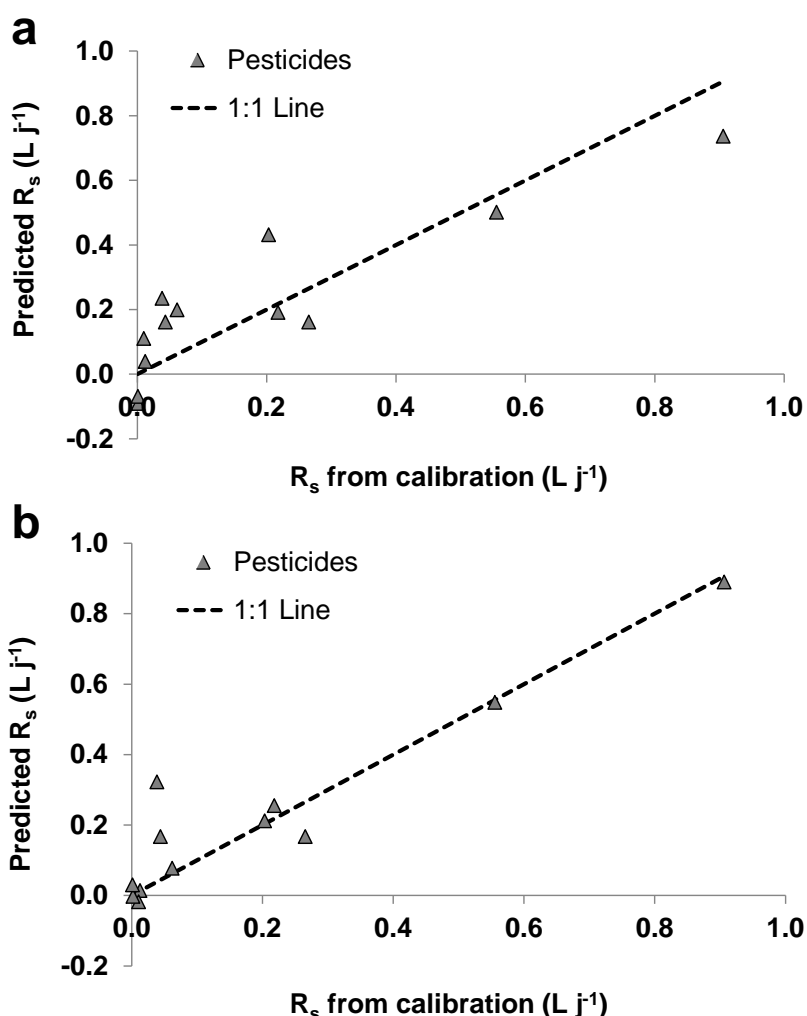 a
1.0
Pesticides
1:1 Line
0.8
0.6
0.4
0.2
0.0
-0.2
0.0 0.2 0.4 0.6 0.8 1.0
Predicted Rs (L j-1)
Rs from calibration (L j-1)
b
1.0
Pesticides
1:1 Line
0.8
0.6
0.4
0.2
0.0
-0.2
0.0 0.2 0.4 0.6 0.8 1.0
Predicted Rs (L j-1)
Rs from calibration (L j-1)